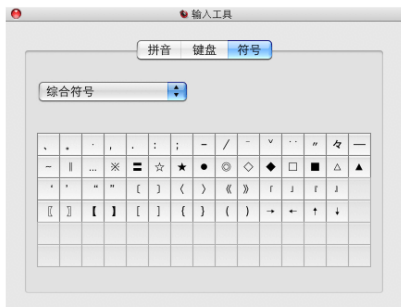 输入工具
拼音 键盘 符号
综合符号
、 。 · , . : ; – / ˉ ˇ ¨ 〃 々 —
~ ‖ … ※ 〓 ☆ ★ ● ◎ ◇ ◆ □ ■ △ ▲
‘ ’ “ ” 〔 〕 〈 〉 《 》 「 」 『 』
〖 〗 【 】 [ ] { } ( ) → ← ↑ ↓